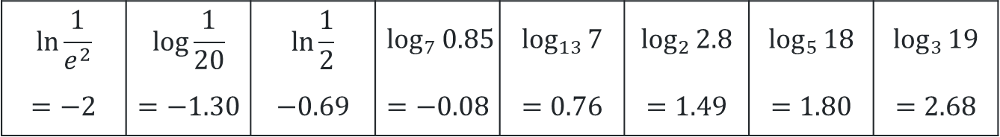 ln 1/e² log 1/20 ln 1/2 log₇ 0.85 log₁₃ 7 log₂ 2.8 log₅ 18 log₃ 19
= −2 = −1.30 −0.69 = −0.08 = 0.76 = 1.49 = 1.80 = 2.68